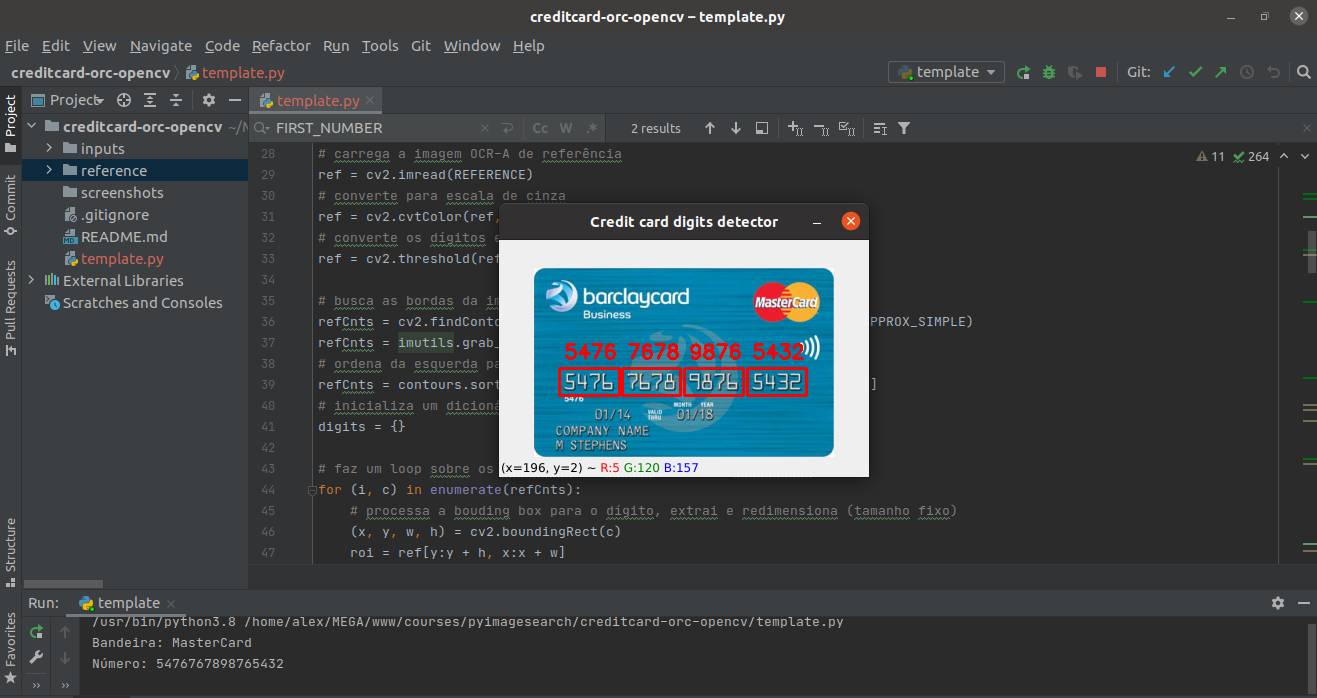 creditcard-orc-opencv – template.py
File Edit View Navigate Code Refactor Run Tools Git Window Help
creditcard-orc-opencv template.py template Git:
Project template.py
FIRST_NUMBER Cc W .* 2 results
creditcard-orc-opencv ~/
inputs
reference
screenshots
.gitignore
README.md
template.py
External Libraries
Scratches and Consoles
Project
Commit
Pull Requests
Structure
Favorites
11 264
28 # carrega a imagem OCR-A de referência
29 ref = cv2.imread(REFERENCE)
30 # converte para escala de cinza
31 ref = cv2.cvtColor(ref,
32 # converte os dígitos e
33 ref = cv2.threshold(ref
34
35 # busca as bordas da im
36 refCnts = cv2.findConto PPROX_SIMPLE)
37 refCnts = imutils.grab_
38 # ordena da esquerda pa
39 refCnts = contours.sort ]
40 # inicializa um dicioná
41 digits = {}
42
43 # faz um loop sobre os
44 for (i, c) in enumerate(refCnts):
45 # processa a bouding box para o dígito, extrai e redimensiona (tamanho fixo)
46 (x, y, w, h) = cv2.boundingRect(c)
47 roi = ref[y:y + h, x:x + w]
Credit card digits detector
barclaycard
Business
MasterCard
5476 7678 9876 5432
5476 7678 9876 5432
5476
MONTH YEAR
01/14 VALID THRU 01/18
COMPANY NAME
M STEPHENS
(x=196, y=2) ~ R:5 G:120 B:157
Run: template
/usr/bin/python3.8 /home/alex/MEGA/www/courses/pyimagesearch/creditcard-orc-opencv/template.py
Bandeira: MasterCard
Número: 5476767898765432